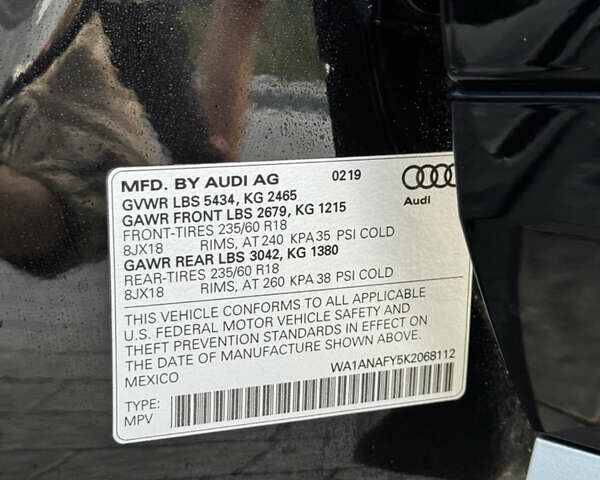 MFD. BY AUDI AG 0219
GVWR LBS 5434, KG 2465
GAWR FRONT LBS 2679, KG 1215
FRONT-TIRES 235/60 R18
8JX18 RIMS, AT 240 KPA 35 PSI COLD
GAWR REAR LBS 3042, KG 1380
REAR-TIRES 235/60 R18
8JX18 RIMS, AT 260 KPA 38 PSI COLD
Audi
THIS VEHICLE CONFORMS TO ALL APPLICABLE
U.S. FEDERAL MOTOR VEHICLE SAFETY AND
THEFT PREVENTION STANDARDS IN EFFECT ON
THE DATE OF MANUFACTURE SHOWN ABOVE.
MEXICO WA1ANAFY5K2068112
TYPE:
MPV